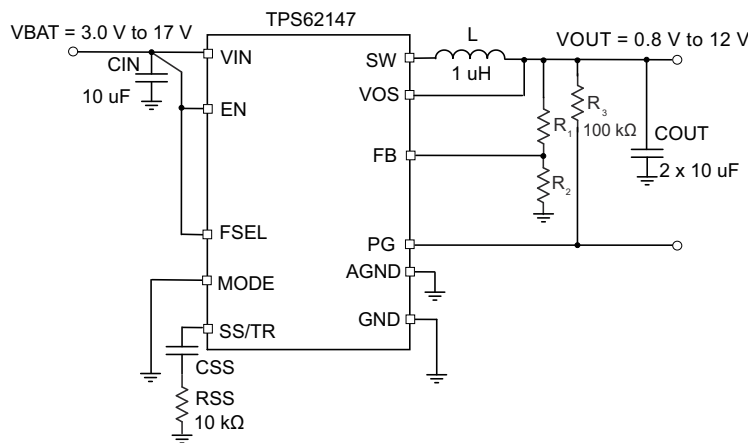 TPS62147
VBAT = 3.0 V to 17 V
VIN
CIN
10 uF
EN
FSEL
MODE
SS/TR
CSS
RSS
10 kΩ
SW
L
1 uH
VOUT = 0.8 V to 12 V
VOS
R1
R3
100 kΩ
COUT
2 x 10 uF
FB
R2
PG
AGND
GND